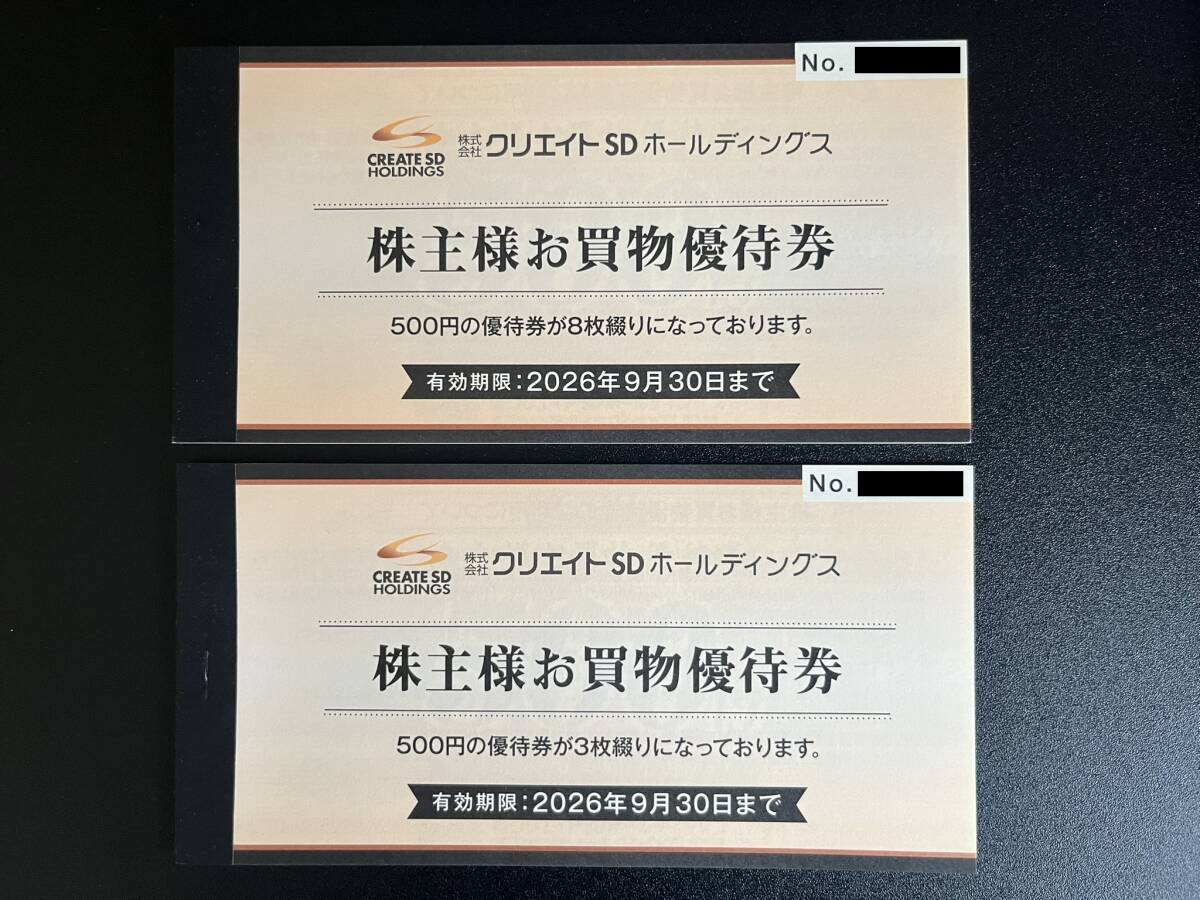 No.
CREATE SD
HOLDINGS
株式会社 クリエイト SD ホールディングス
株主様お買物優待券
500円の優待券が8枚綴りになっております。
有効期限：2026年9月30日まで
No.
CREATE SD
HOLDINGS
株式会社 クリエイト SD ホールディングス
株主様お買物優待券
500円の優待券が3枚綴りになっております。
有効期限：2026年9月30日まで